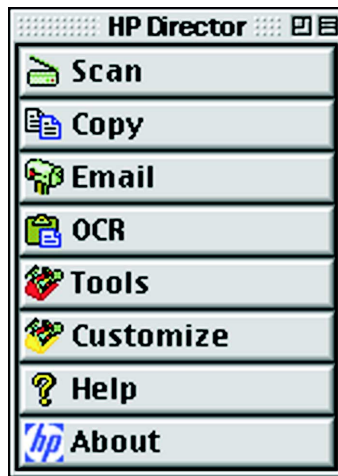 HP Director
Scan
Copy
Email
OCR
Tools
Customize
Help
hp About